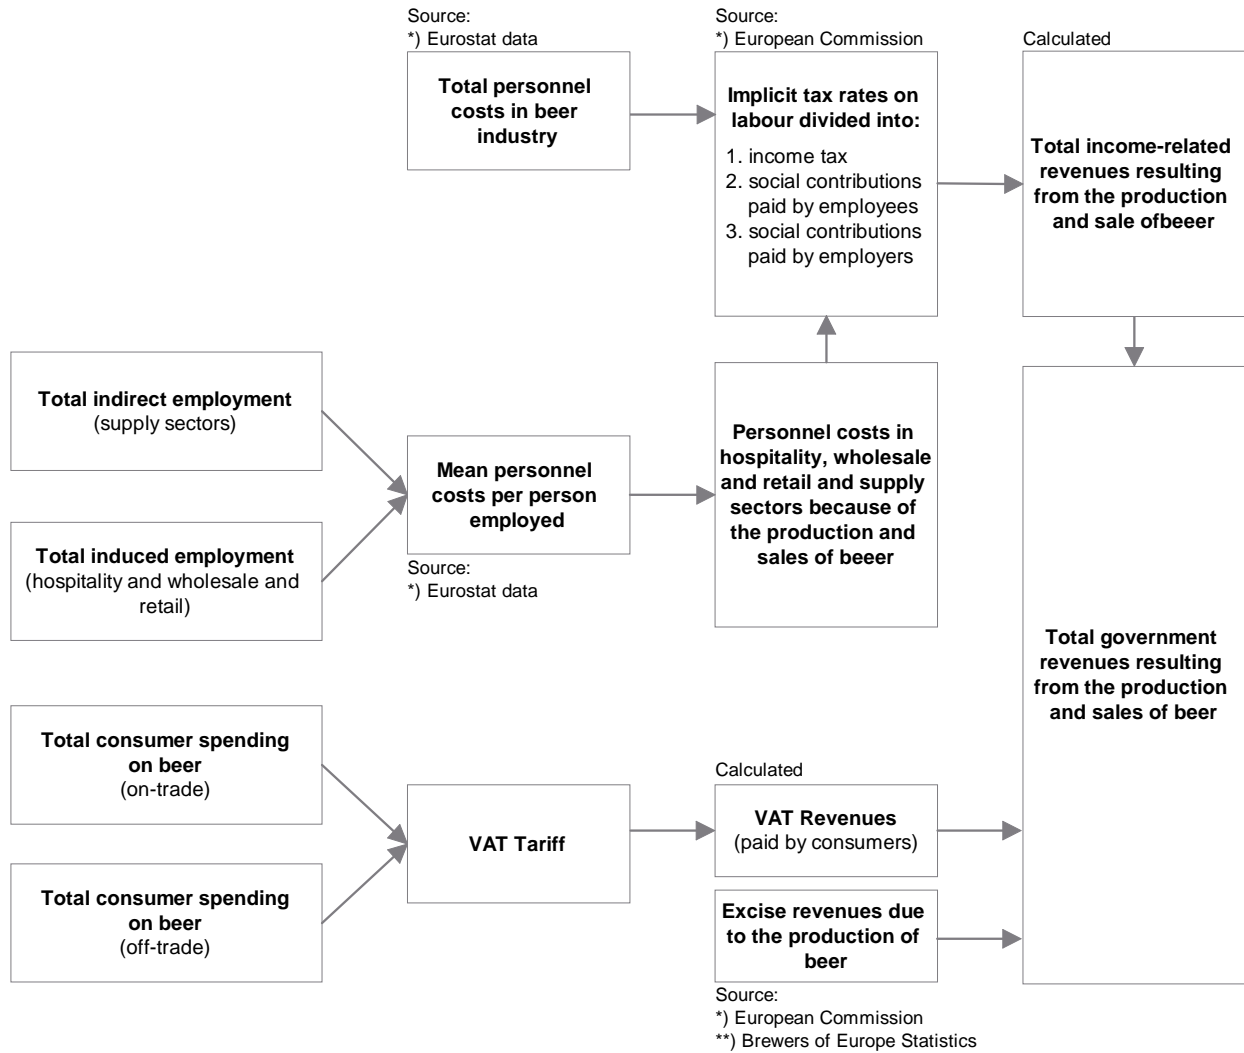 Source:
*) Eurostat data
Total personnel
costs in beer
industry
Source:
*) European Commission
Implicit tax rates on
labour divided into:
1. income tax
2. social contributions
paid by employees
3. social contributions
paid by employers
Calculated
Total income-related
revenues resulting
from the production
and sale ofbeeer
Total indirect employment
(supply sectors)
Total induced employment
(hospitality and wholesale and
retail)
Mean personnel
costs per person
employed
Source:
*) Eurostat data
Personnel costs in
hospitality, wholesale
and retail and supply
sectors because of
the production and
sales of beeer
Total government
revenues resulting
from the production
and sales of beer
Total consumer spending
on beer
(on-trade)
Total consumer spending
on beer
(off-trade)
VAT Tariff
Calculated
VAT Revenues
(paid by consumers)
Excise revenues due
to the production of
beer
Source:
*) European Commission
**) Brewers of Europe Statistics